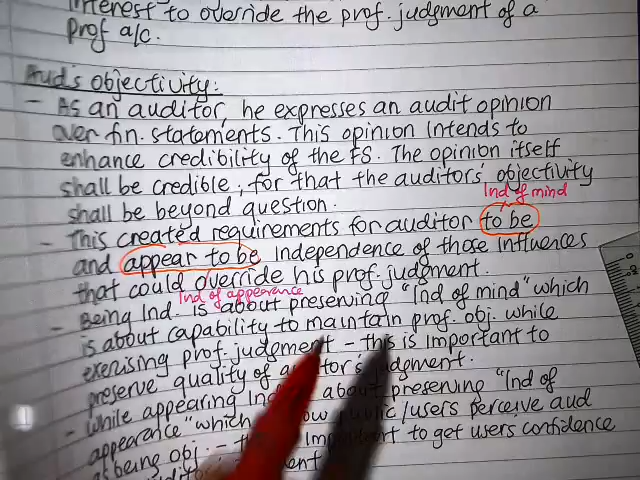 interest to override the prof. judgment of a
prof a/c.
Aud's objectivity:
- As an auditor, he expresses an audit opinion
over fin. stataments. This opinion intends to
enhance credibility of the FS. The opinion itself
shall be credible, for that the auditors' objectivity
Ind of mind
shall be beyond question.
- This created requirements for auditor to be
and appear to be independence of those influences
that could override his prof. judgment.
Ind of appearance
- Being Ind. is about preserving "Ind of mind" which
is about capability to maintain prof. obj. while
exerising prof. judgment - this is important to
preserve quality of auditor's judgment.
- While appearing Ind about preserving "Ind of
appearance" which public/users perceive aud
as being obj. - important to get users confidence